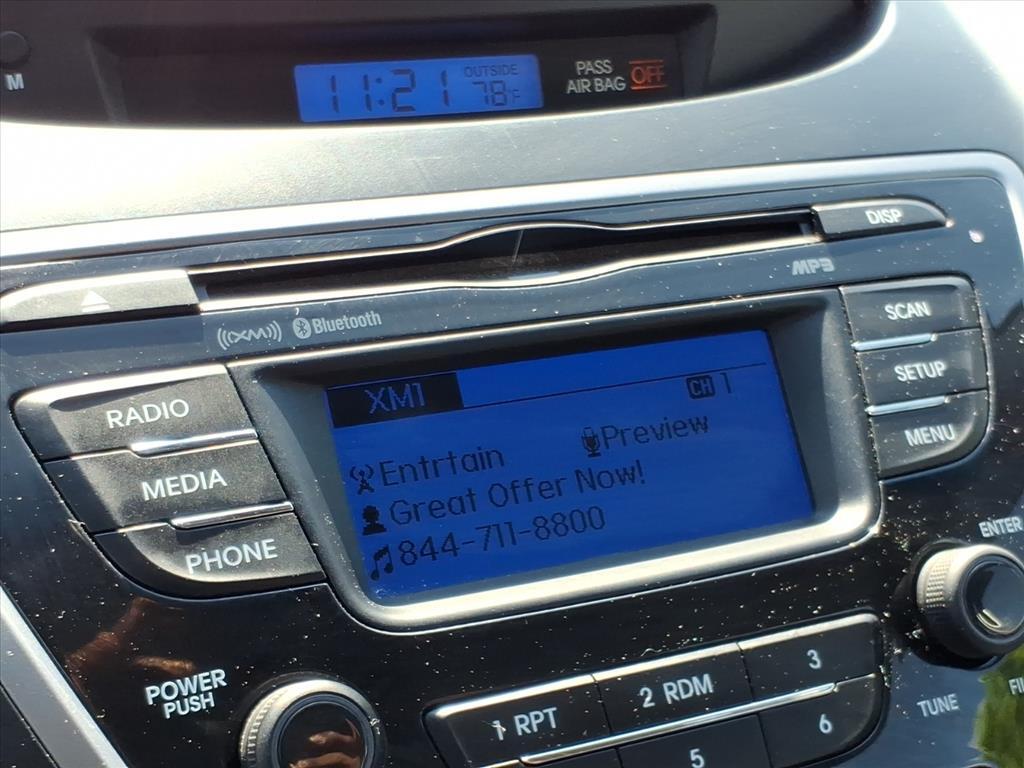 M
11:21 OUTSIDE 78°F
PASS AIR BAG OFF
DISP
MP3
((XM)) Bluetooth
SCAN
SETUP
MENU
RADIO
MEDIA
PHONE
XM1 CH 1
Entrtain Preview
Great Offer Now!
844-711-8800
ENTER
POWER
PUSH
1 RPT
2 RDM
3
5
6
TUNE